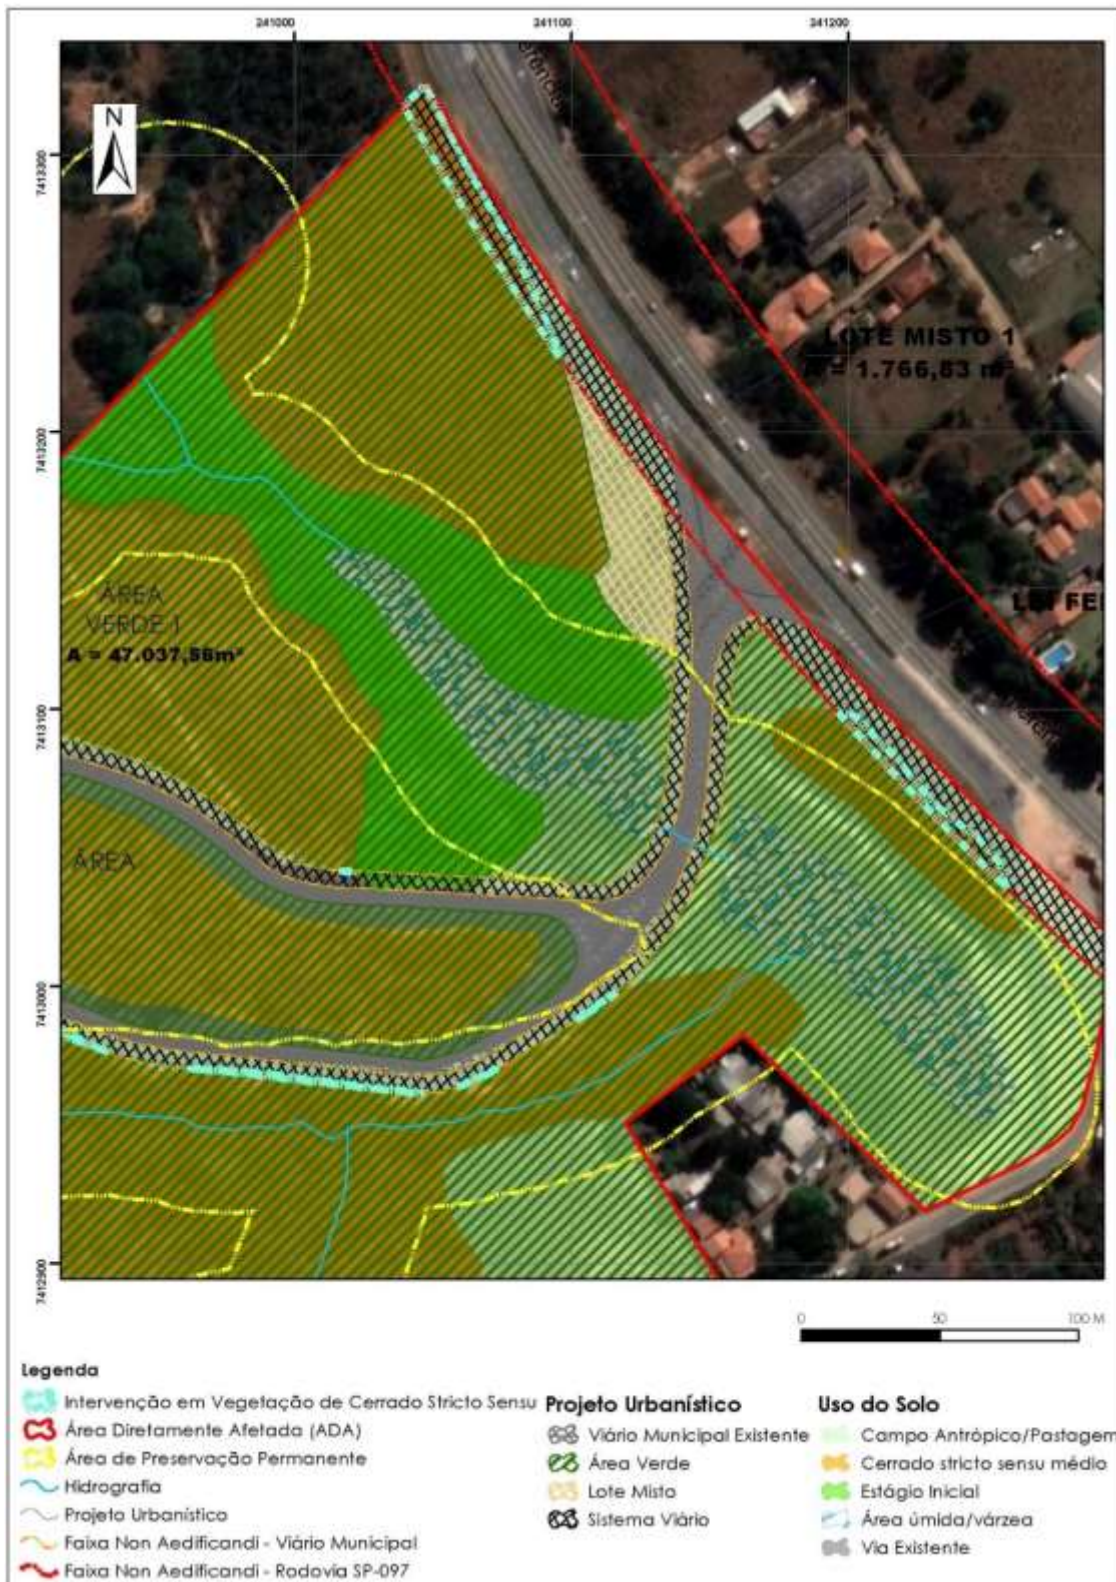 241000
241100
241200
N
7413300
LOTE MISTO 1
A = 1.766,83 m²
7413200
ÁREA
VERDE I
A = 47.037,56m²
7413100
ÁREA
7413000
7412900
0 50 100 M
Legenda
Intervenção em Vegetação de Cerrado Stricto Sensu
Área Diretamente Afetada (ADA)
Área de Preservação Permanente
Hidrografia
Projeto Urbanístico
Faixa Non Aedificandi - Viário Municipal
Faixa Non Aedificandi - Rodovia SP-097
Projeto Urbanístico
Viário Municipal Existente
Área Verde
Lote Misto
Sistema Viário
Uso do Solo
Campo Antrópico/Pastagem
Cerrado stricto sensu médio
Estágio Inicial
Área úmida/várzea
Via Existente